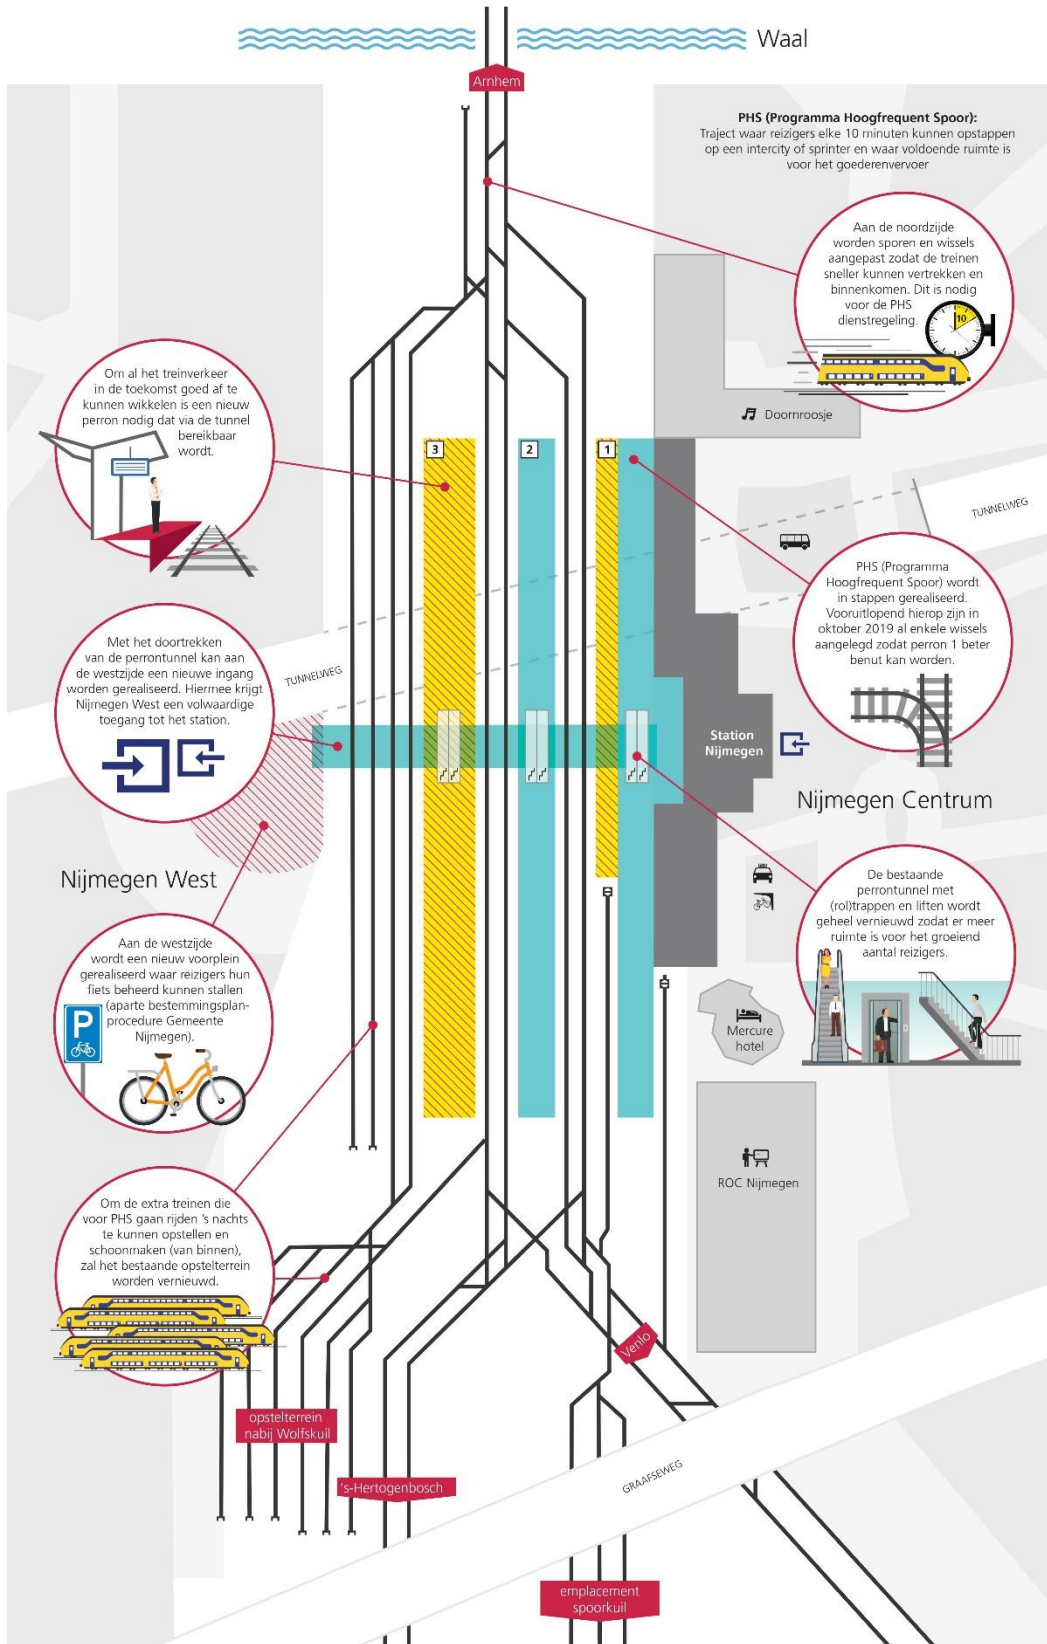 Waal
Arnhem
PHS (Programma Hoogfrequent Spoor):
Traject waar reizigers elke 10 minuten kunnen opstappen
op een intercity of sprinter en waar voldoende ruimte is
voor het goederenvervoer
Aan de noordzijde
worden sporen en wissels
aangepast zodat de treinen
sneller kunnen vertrekken en
binnenkomen. Dit is nodig
voor de PHS
dienstregeling.
10
Om al het treinverkeer
in de toekomst goed af te
kunnen wikkelen is een nieuw
perron nodig dat via de tunnel
bereikbaar
wordt.
Doornroosje
3
2
1
TUNNELWEG
PHS (Programma
Hoogfrequent Spoor) wordt
in stappen gerealiseerd.
Vooruitlopend hierop zijn in
oktober 2019 al enkele wissels
aangelegd zodat perron 1 beter
benut kan worden.
Met het doortrekken
van de perrontunnel kan aan
de westzijde een nieuwe ingang
worden gerealiseerd. Hiermee krijgt
Nijmegen West een volwaardige
toegang tot het station.
TUNNELWEG
Station
Nijmegen
Nijmegen Centrum
Nijmegen West
De bestaande
perrontunnel met
(rol)trappen en liften wordt
geheel vernieuwd zodat er meer
ruimte is voor het groeiend
aantal reizigers.
Aan de westzijde
wordt een nieuw voorplein
gerealiseerd waar reizigers hun
fiets beheerd kunnen stallen
(aparte bestemmingsplan-
procedure Gemeente
Nijmegen).
P
Mercure
hotel
ROC Nijmegen
Om de extra treinen die
voor PHS gaan rijden 's nachts
te kunnen opstellen en
schoonmaken (van binnen),
zal het bestaande opstelterrein
worden vernieuwd.
Venlo
opstelterrein
nabij Wolfskuil
's-Hertogenbosch
GRAAFSEWEG
emplacement
spoorkuil